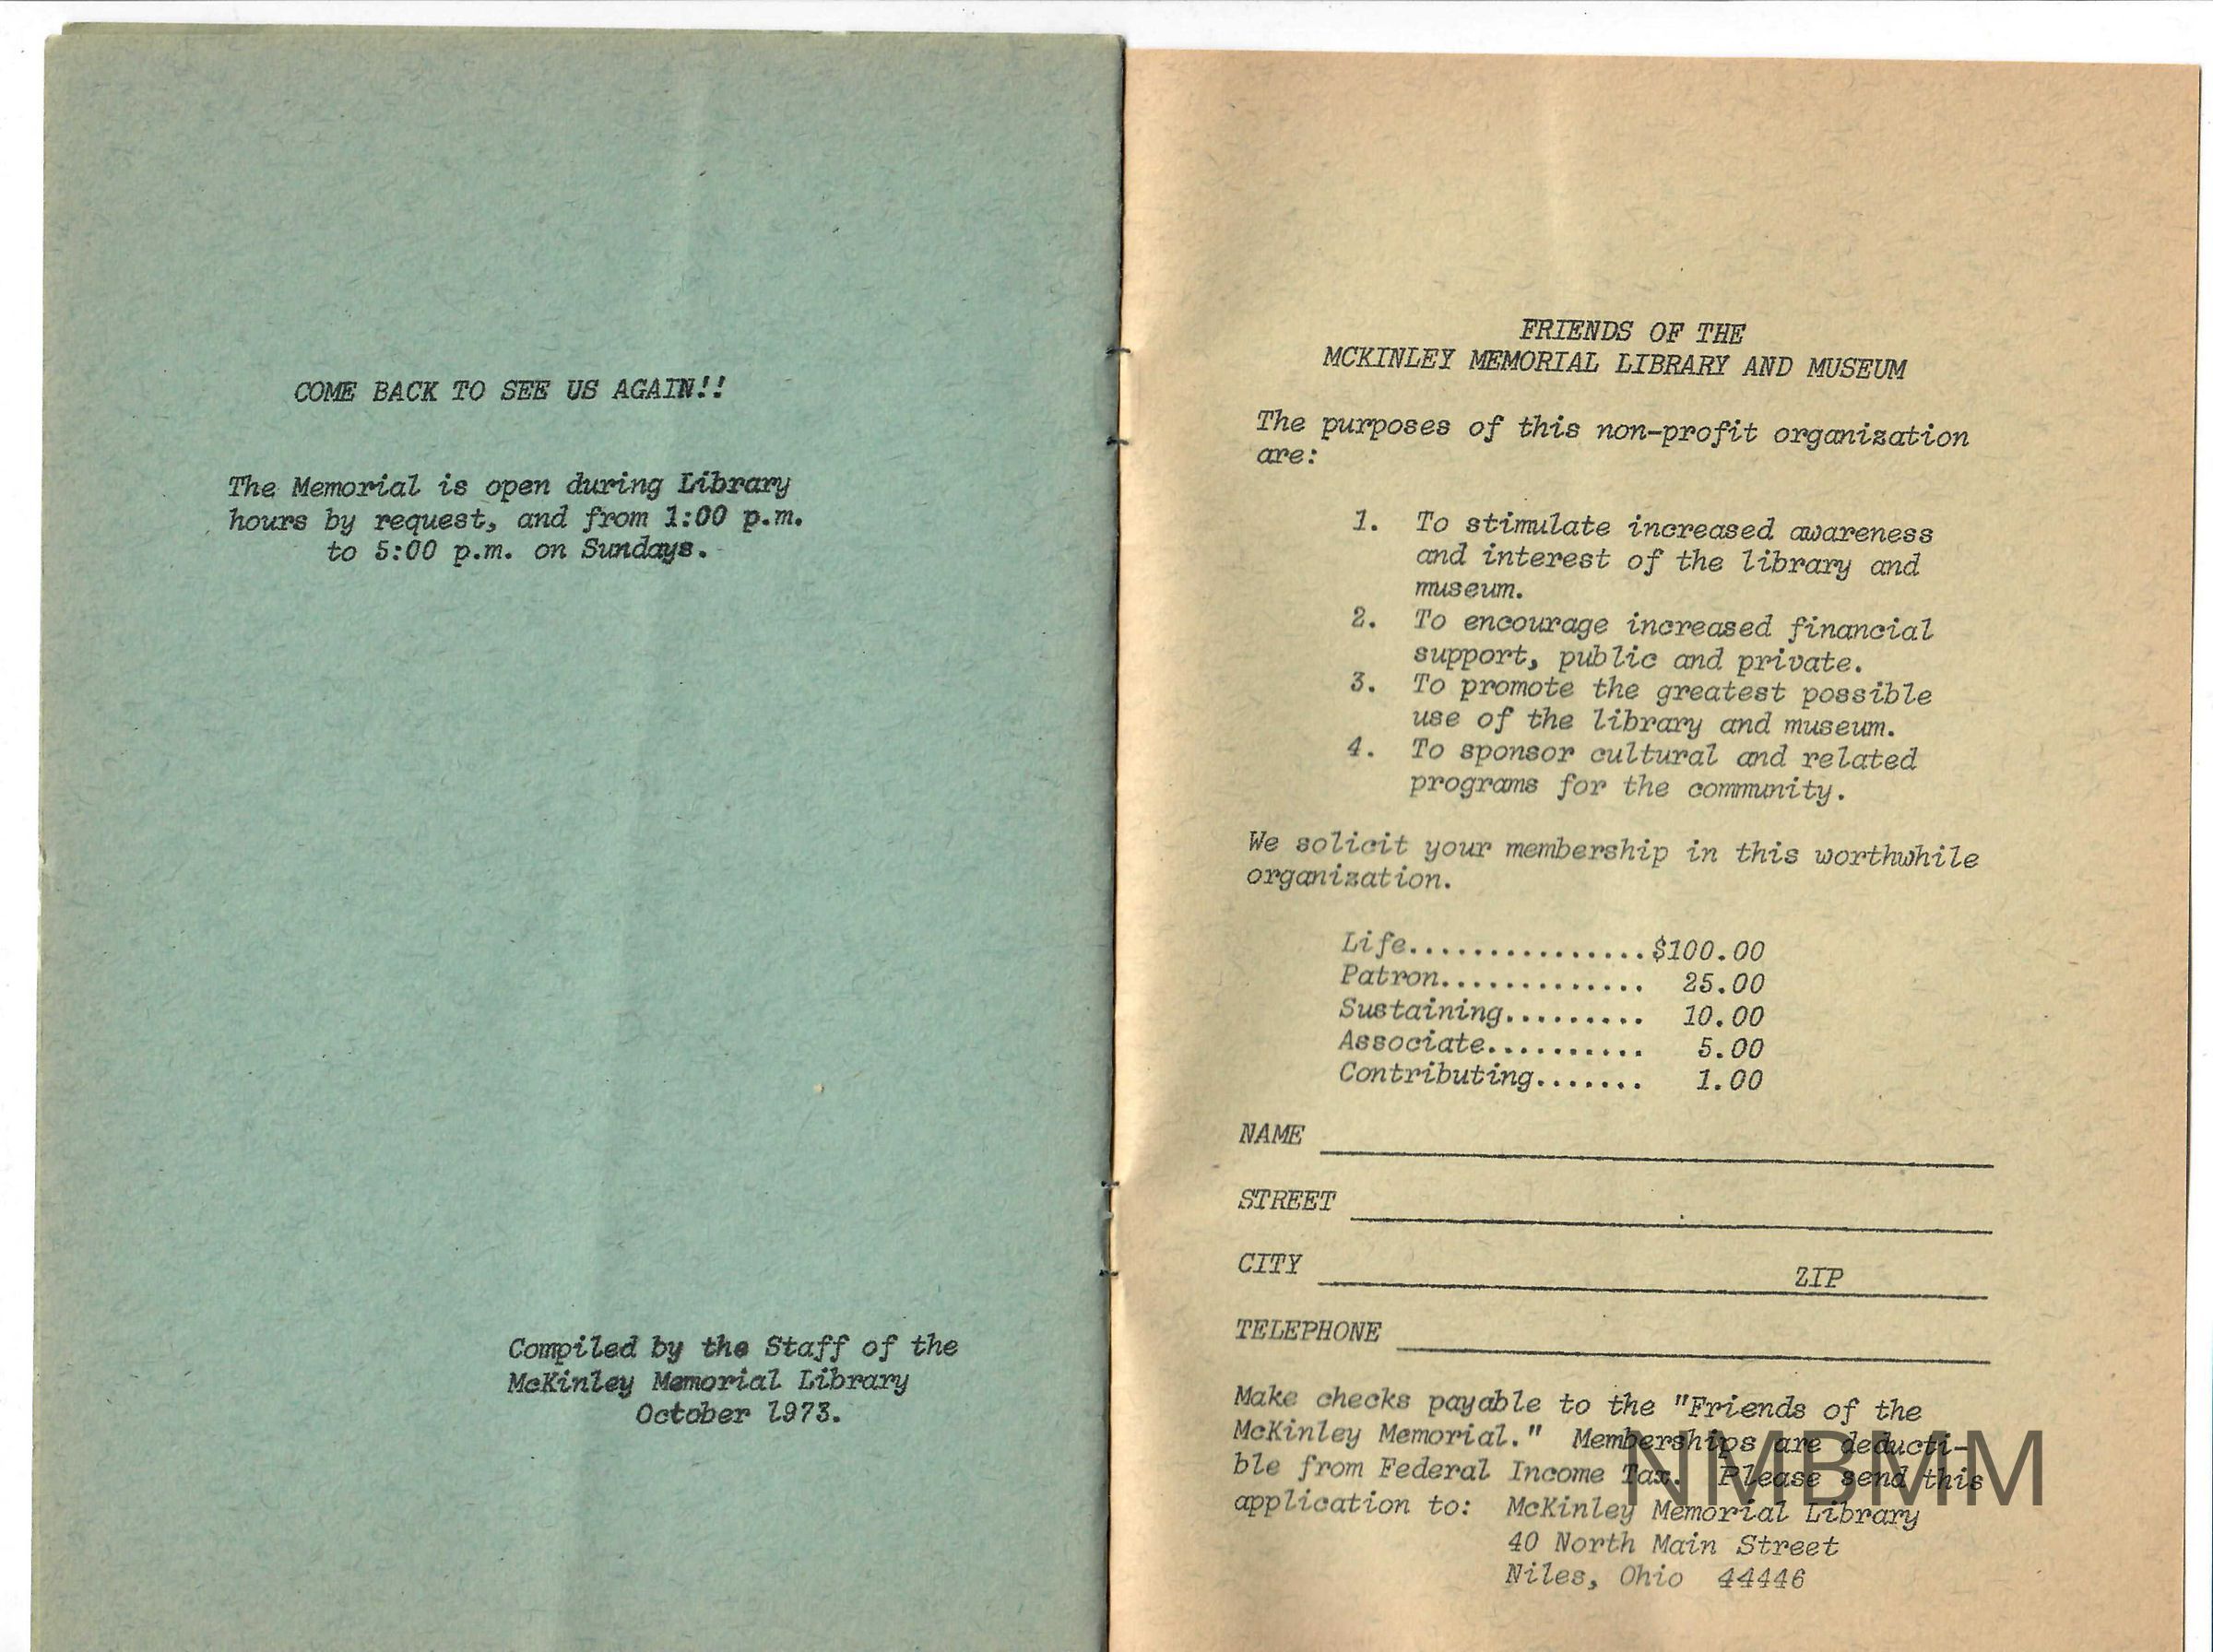 COME BACK TO SEE US AGAIN!!
The Memorial is open during Library
hours by request, and from 1:00 p.m.
to 5:00 p.m. on Sundays.
Compiled by the Staff of the
McKinley Memorial Library
October 1973.
FRIENDS OF THE
MCKINLEY MEMORIAL LIBRARY AND MUSEUM
The purposes of this non-profit organization
are:
1. To stimulate increased awareness
and interest of the library and
museum.
2. To encourage increased financial
support, public and private.
3. To promote the greatest possible
use of the library and museum.
4. To sponsor cultural and related
programs for the community.
We solicit your membership in this worthwhile
organization.
Life................$100.00
Patron.............. 25.00
Sustaining......... 10.00
Associate.......... 5.00
Contributing....... 1.00
NAME
STREET
CITY ZIP
TELEPHONE
Make checks payable to the "Friends of the
McKinley Memorial." Memberships are deducti-
ble from Federal Income Tax. Please send this
application to: McKinley Memorial Library
40 North Main Street
Niles, Ohio 44446
NMBMM